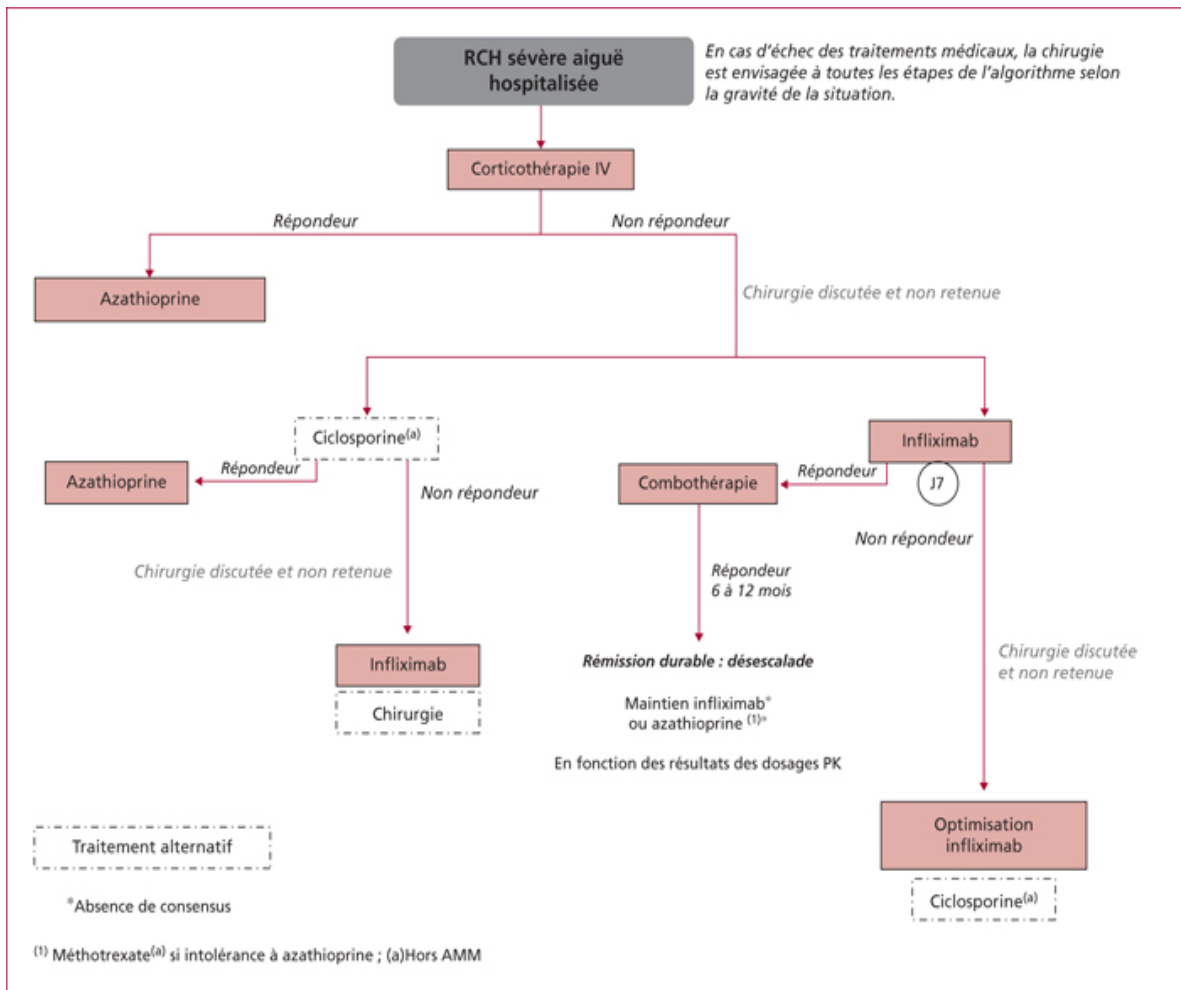 RCH sévère aiguë
hospitalisée
En cas d'échec des traitements médicaux, la chirugie
est envisagée à toutes les étapes de l'algorithme selon
la gravité de la situation.
Corticothérapie IV
Répondeur
Non répondeur
Azathioprine
Chirurgie discutée et non retenue
Ciclosporine(a)
Infliximab
Azathioprine
Répondeur
Combothérapie
Répondeur
J7
Non répondeur
Non répondeur
Chirurgie discutée et non retenue
Répondeur
6 à 12 mois
Infliximab
Chirurgie
Rémission durable : désescalade
Chirurgie discutée
et non retenue
Maintien infliximab*
ou azathioprine (1)*
En fonction des résultats des dosages PK
Optimisation
infliximab
Ciclosporine(a)
Traitement alternatif
*Absence de consensus
(1) Méthotrexate(a) si intolérance à azathioprine ; (a)Hors AMM